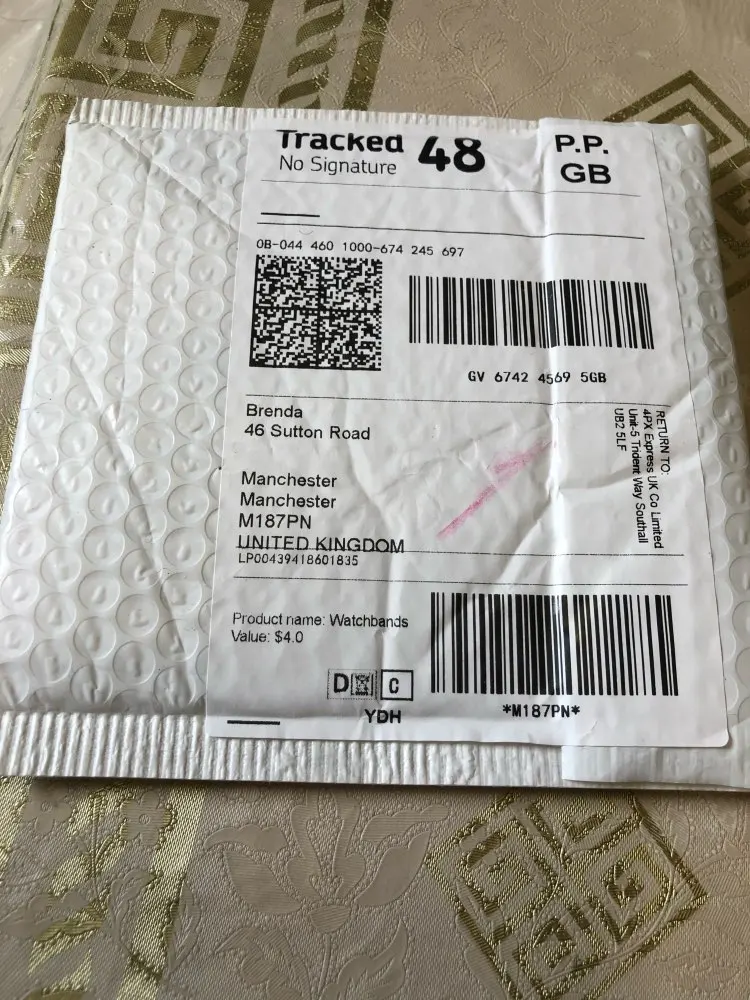 Tracked 48
No Signature
P.P.
GB
0B-044 460 1000-674 245 697
GV 6742 4569 5GB
Brenda
46 Sutton Road
Manchester
Manchester
M187PN
UNITED KINGDOM
LP00439418601835
RETURN TO:
4PX Express UK Co Limited
Unit-5 Trident Way Southall
UB2 5LF
Product name: Watchbands
Value: $4.0
D C
YDH
*M187PN*